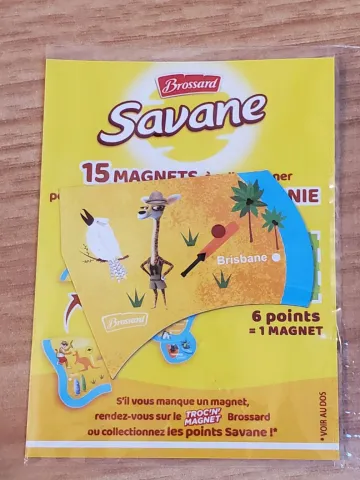 Brossard
Savane
15 MAGNETS à
NIE
Brisbane
Brossard
6 points
= 1 MAGNET
S'il vous manque un magnet,
rendez-vous sur le TROC'N' MAGNET Brossard
ou collectionnez les points Savane !*
*VOIR AU DOS